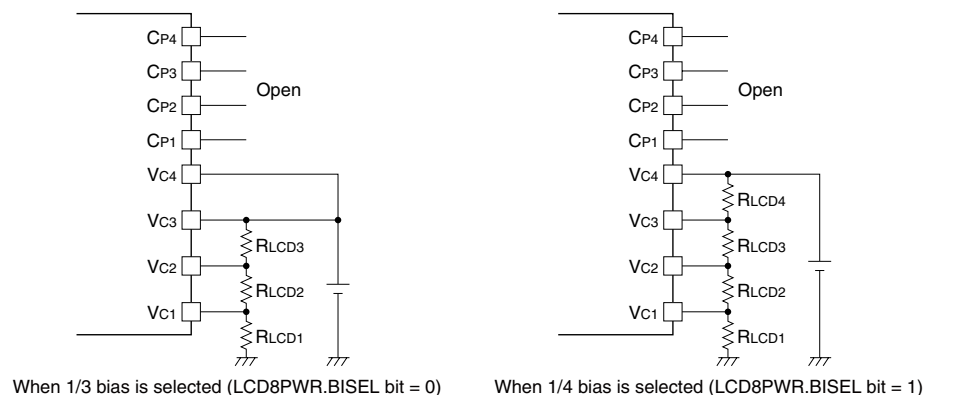 CP4
CP3
Open
CP2
CP1
VC4
VC3
RLCD3
VC2
RLCD2
VC1
RLCD1
When 1/3 bias is selected (LCD8PWR.BISEL bit = 0)
CP4
CP3
Open
CP2
CP1
VC4
RLCD4
VC3
RLCD3
VC2
RLCD2
VC1
RLCD1
When 1/4 bias is selected (LCD8PWR.BISEL bit = 1)